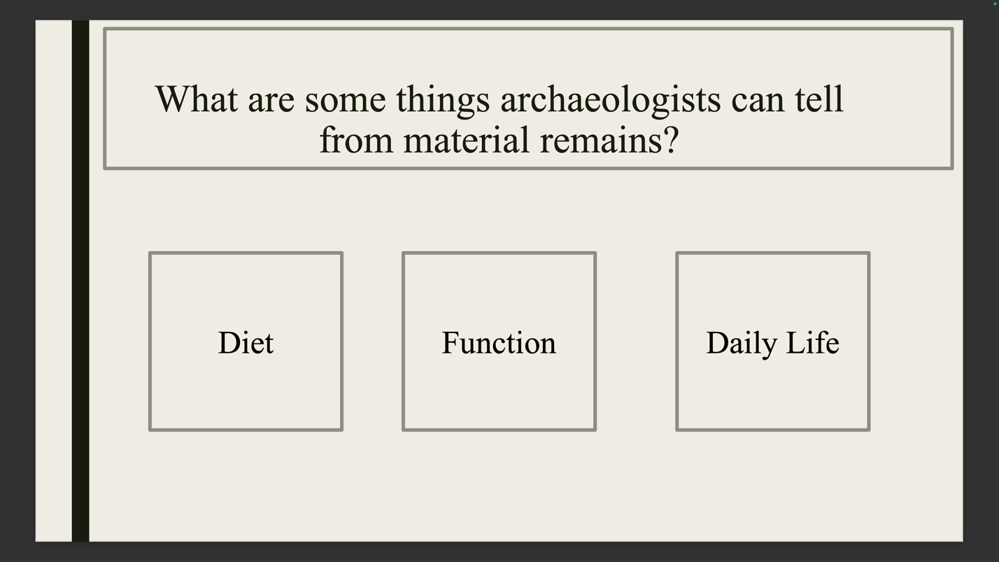 What are some things archaeologists can tell
from material remains?
Diet
Function
Daily Life